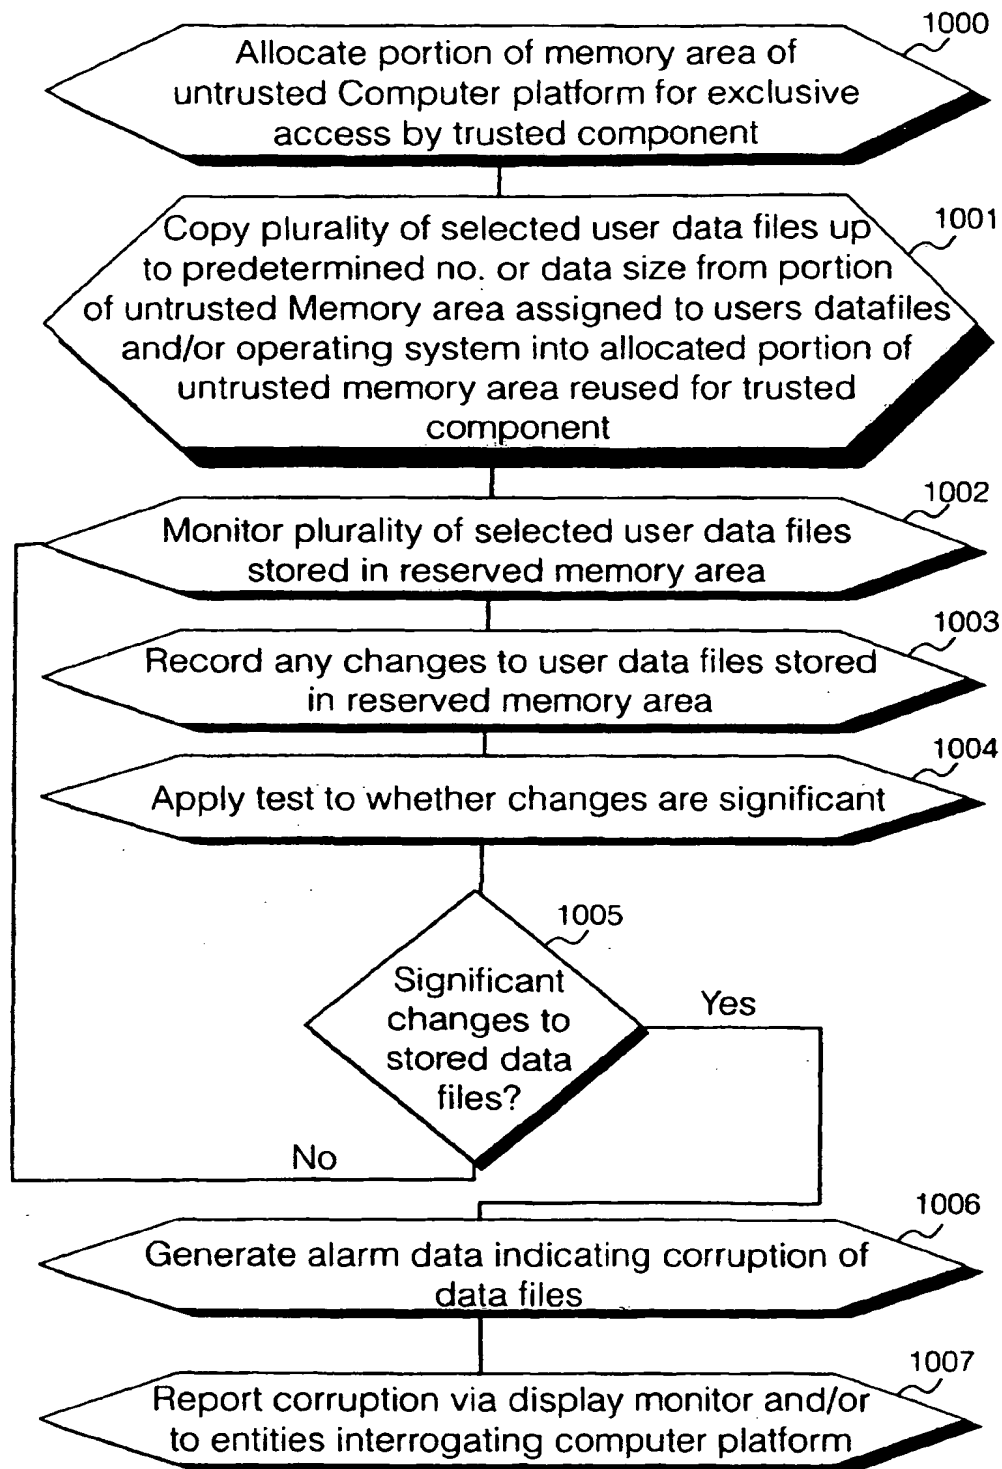 1000
Allocate portion of memory area of
untrusted Computer platform for exclusive
access by trusted component
1001
Copy plurality of selected user data files up
to predetermined no. or data size from portion
of untrusted Memory area assigned to users datafiles
and/or operating system into allocated portion of
untrusted memory area reused for trusted
component
1002
Monitor plurality of selected user data files
stored in reserved memory area
1003
Record any changes to user data files stored
in reserved memory area
1004
Apply test to whether changes are significant
1005
Significant
changes to
stored data
files?
Yes
No
1006
Generate alarm data indicating corruption of
data files
1007
Report corruption via display monitor and/or
to entities interrogating computer platform